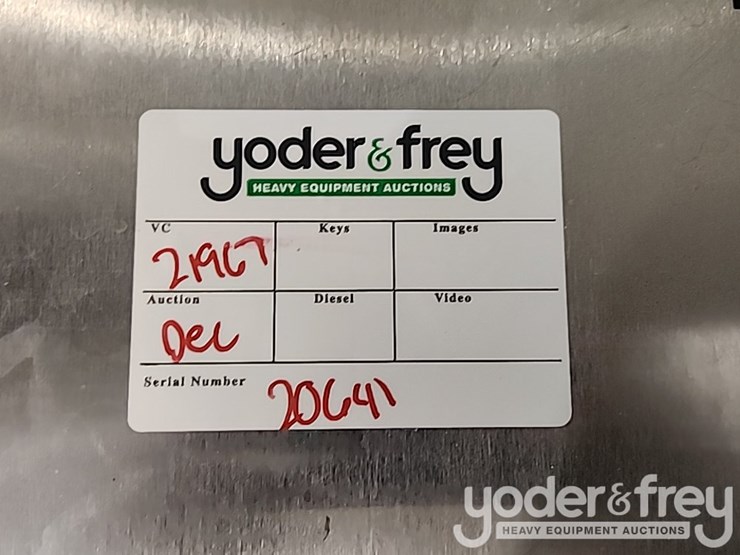 yoder&frey
HEAVY EQUIPMENT AUCTIONS
VC Keys Images
21967
Auction Diesel Video
Dec
Serial Number
20641
yoder&frey
HEAVY EQUIPMENT AUCTIONS